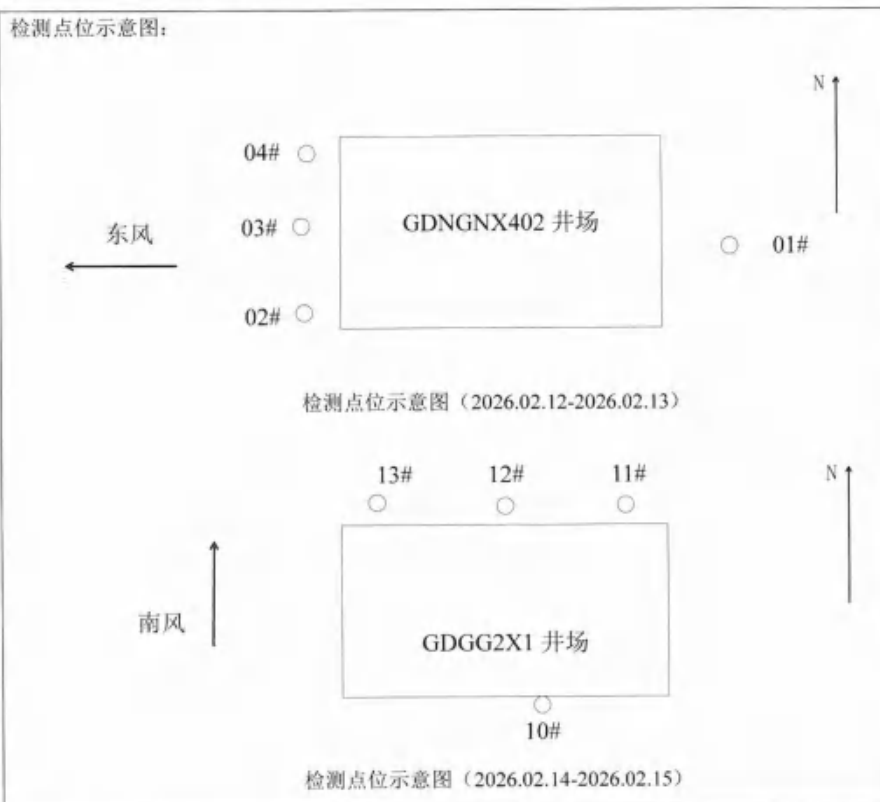 检测点位示意图：
N
04#
03#
GDNGNX402 井场
东风
01#
02#
检测点位示意图（2026.02.12-2026.02.13）
13#
12#
11#
N
南风
GDGG2X1 井场
10#
检测点位示意图（2026.02.14-2026.02.15）